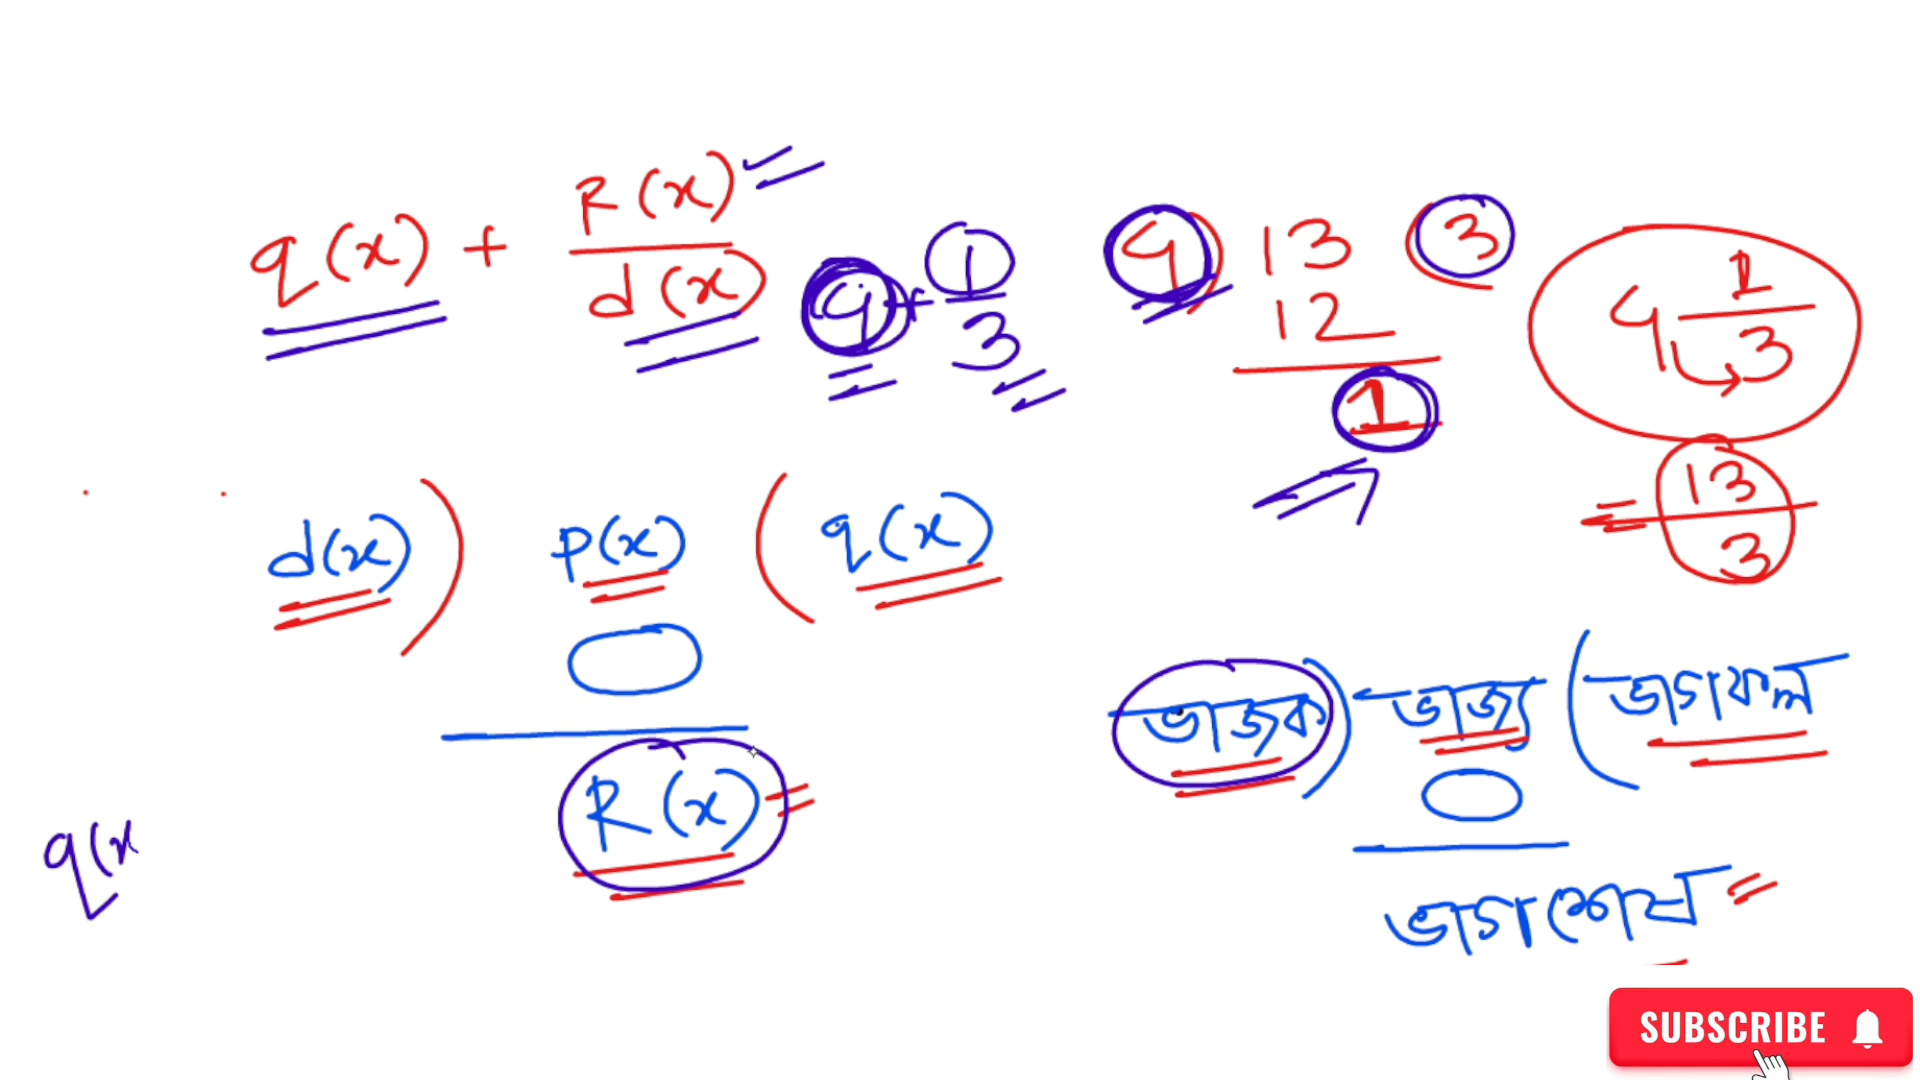 q(x) + R(x) / d(x)
4 + 1/3
4) 13 (3
12
1
4 1/3
= 13/3
d(x) ) p(x) ( q(x)
R(x)
q(x
ভাজক ) ভাজ্য ( ভাগফল
ভাগশেষ
SUBSCRIBE